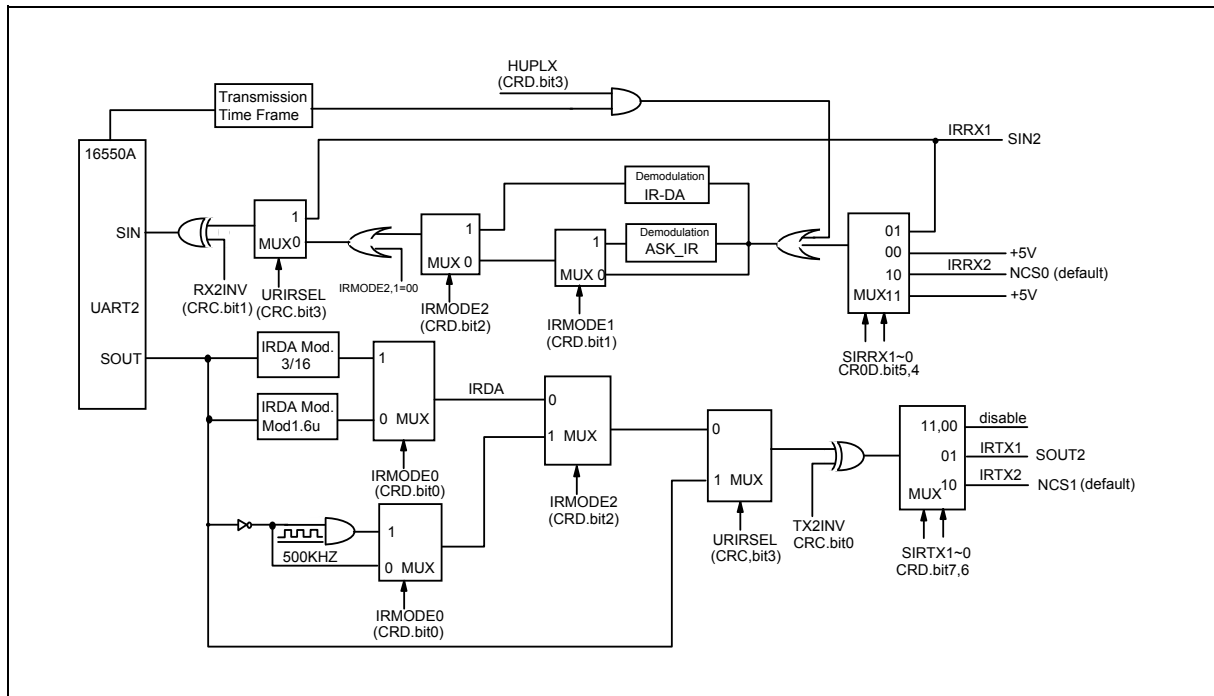 HUPLX
(CRD.bit3)
Transmission
Time Frame
16550A
IRRX1
SIN2
Demodulation
IR-DA
SIN
1
MUX 0
1
MUX 0
1
MUX 0
Demodulation
ASK_IR
01
00
10
MUX 11
+5V
IRRX2
NCS0 (default)
+5V
RX2INV
(CRC.bit1)
URIRSEL
(CRC.bit3)
IRMODE2,1=00
IRMODE2
(CRD.bit2)
IRMODE1
(CRD.bit1)
SIRRX1~0
CR0D.bit5,4
UART2
SOUT
IRDA Mod.
3/16
IRDA Mod.
Mod1.6u
1
0 MUX
IRDA
0
1 MUX
0
1 MUX
11,00
01
10
MUX
disable
IRTX1
SOUT2
IRTX2
NCS1 (default)
IRMODE0
(CRD.bit0)
IRMODE2
(CRD.bit2)
500KHZ
1
0 MUX
IRMODE0
(CRD.bit0)
URIRSEL
(CRC,bit3)
TX2INV
CRC.bit0
SIRTX1~0
CRD.bit7,6